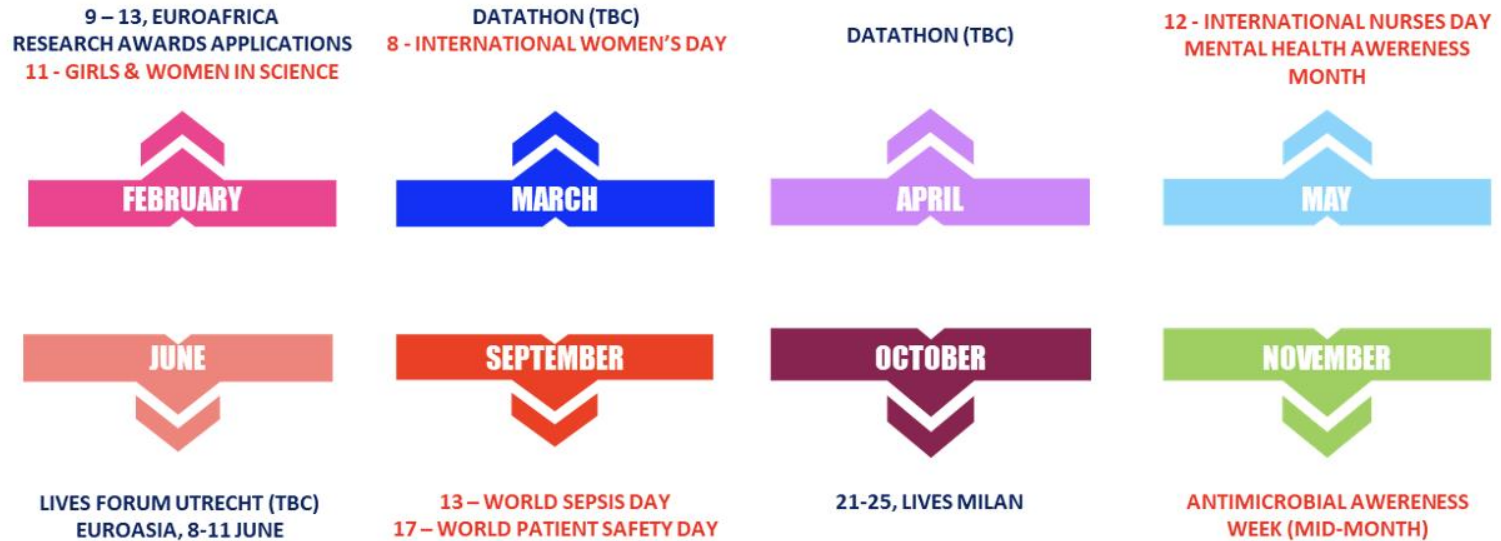 9 – 13, EUROAFRICA
RESEARCH AWARDS APPLICATIONS
11 - GIRLS & WOMEN IN SCIENCE
FEBRUARY
DATATHON (TBC)
8 - INTERNATIONAL WOMEN’S DAY
MARCH
DATATHON (TBC)
APRIL
12 - INTERNATIONAL NURSES DAY
MENTAL HEALTH AWERENESS
MONTH
MAY
JUNE
LIVES FORUM UTRECHT (TBC)
EUROASIA, 8-11 JUNE
SEPTEMBER
13 – WORLD SEPSIS DAY
17 – WORLD PATIENT SAFETY DAY
OCTOBER
21-25, LIVES MILAN
NOVEMBER
ANTIMICROBIAL AWERENESS
WEEK (MID-MONTH)